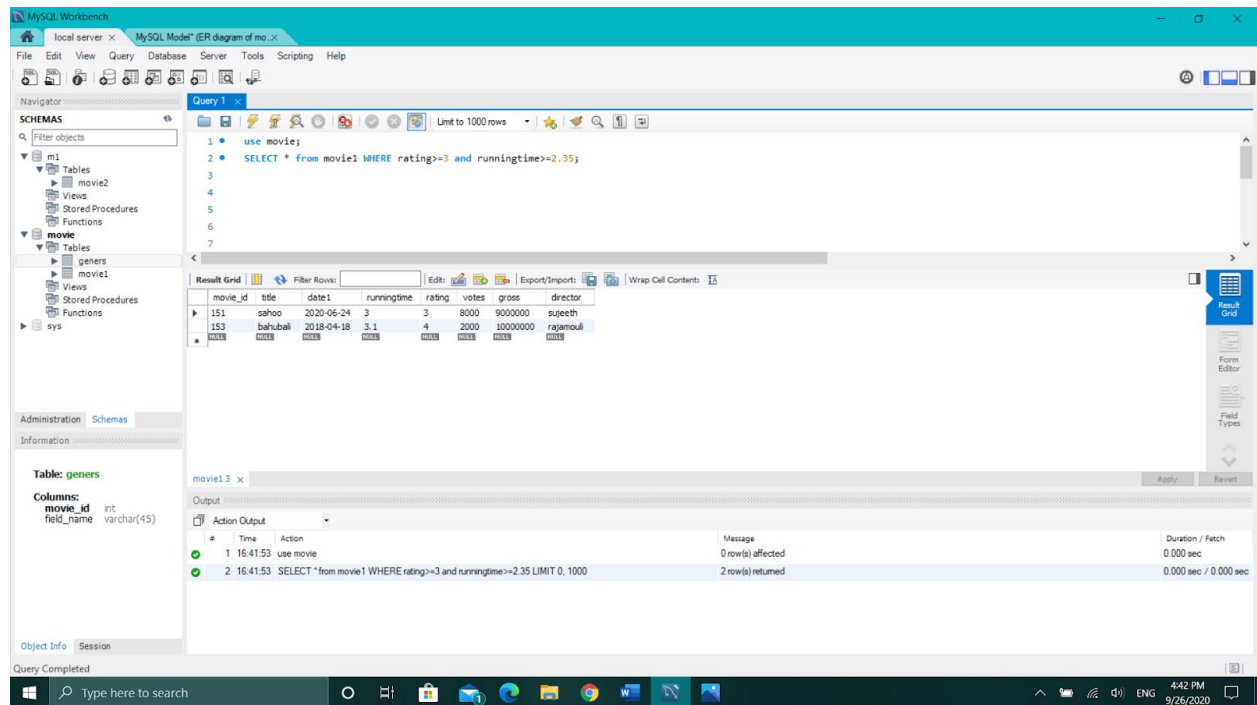 MySQL Workbench
local server × MySQL Model* (ER diagram of mo... ×
File Edit View Query Database Server Tools Scripting Help
Navigator
Query 1 ×
SCHEMAS
Limit to 1000 rows
Filter objects
1 use movie;
2 SELECT * from movie1 WHERE rating>=3 and runningtime>=2.35;
3
4
5
6
7
m1
Tables
movie2
Views
Stored Procedures
Functions
movie
Tables
geners
movie1
Views
Stored Procedures
Functions
sys
Result Grid Filter Rows: Edit: Export/Import: Wrap Cell Content:
movie_id title date1 runningtime rating votes gross director
151 sahoo 2020-06-24 3 3 8000 9000000 sujeeth
153 bahubali 2018-04-18 3.1 4 2000 10000000 rajamouli
NULL NULL NULL NULL NULL NULL NULL NULL
Result Grid
Form Editor
Field Types
Administration Schemas
Information
Table: geners
Columns:
movie_id int
field_name varchar(45)
movie1 3 ×
Apply Revert
Output
Action Output
# Time Action Message Duration / Fetch
1 16:41:53 use movie 0 row(s) affected 0.000 sec
2 16:41:53 SELECT * from movie1 WHERE rating>=3 and runningtime>=2.35 LIMIT 0, 1000 2 row(s) returned 0.000 sec / 0.000 sec
Object Info Session
Query Completed
Type here to search
ENG
4:42 PM
9/26/2020